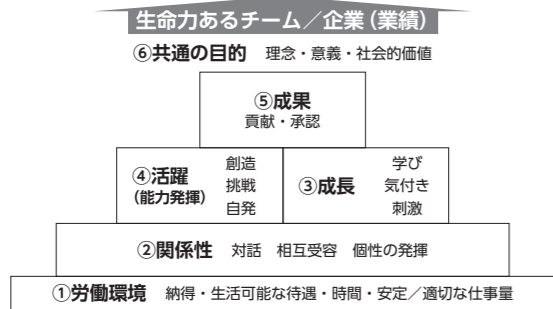 生命力あるチーム／企業（業績）
⑥共通の目的 理念・意義・社会的価値
⑤成果
貢献・承認
④活躍
（能力発揮）
創造
挑戦
自発
③成長
学び
気付き
刺激
②関係性 対話 相互受容 個性の発揮
①労働環境 納得・生活可能な待遇・時間・安定／適切な仕事量